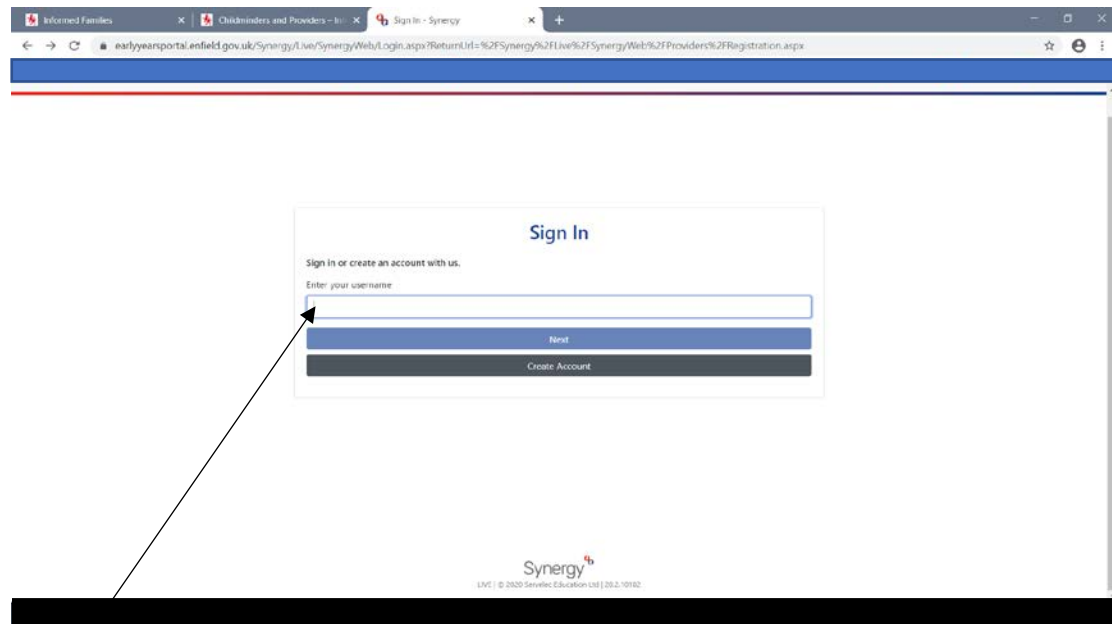 Informed Families
Childminders and Providers – In
Sign In - Synergy
earlyyearsportal.enfield.gov.uk/Synergy/Live/SynergyWeb/Login.aspx?ReturnUrl=%2FSynergy%2FLive%2FSynergyWeb%2FProviders%2FRegistration.aspx
Sign In
Sign in or create an account with us.
Enter your username
Next
Create Account
Synergy
LIVE | © 2020 Servelec Education Ltd | 20.2.10182